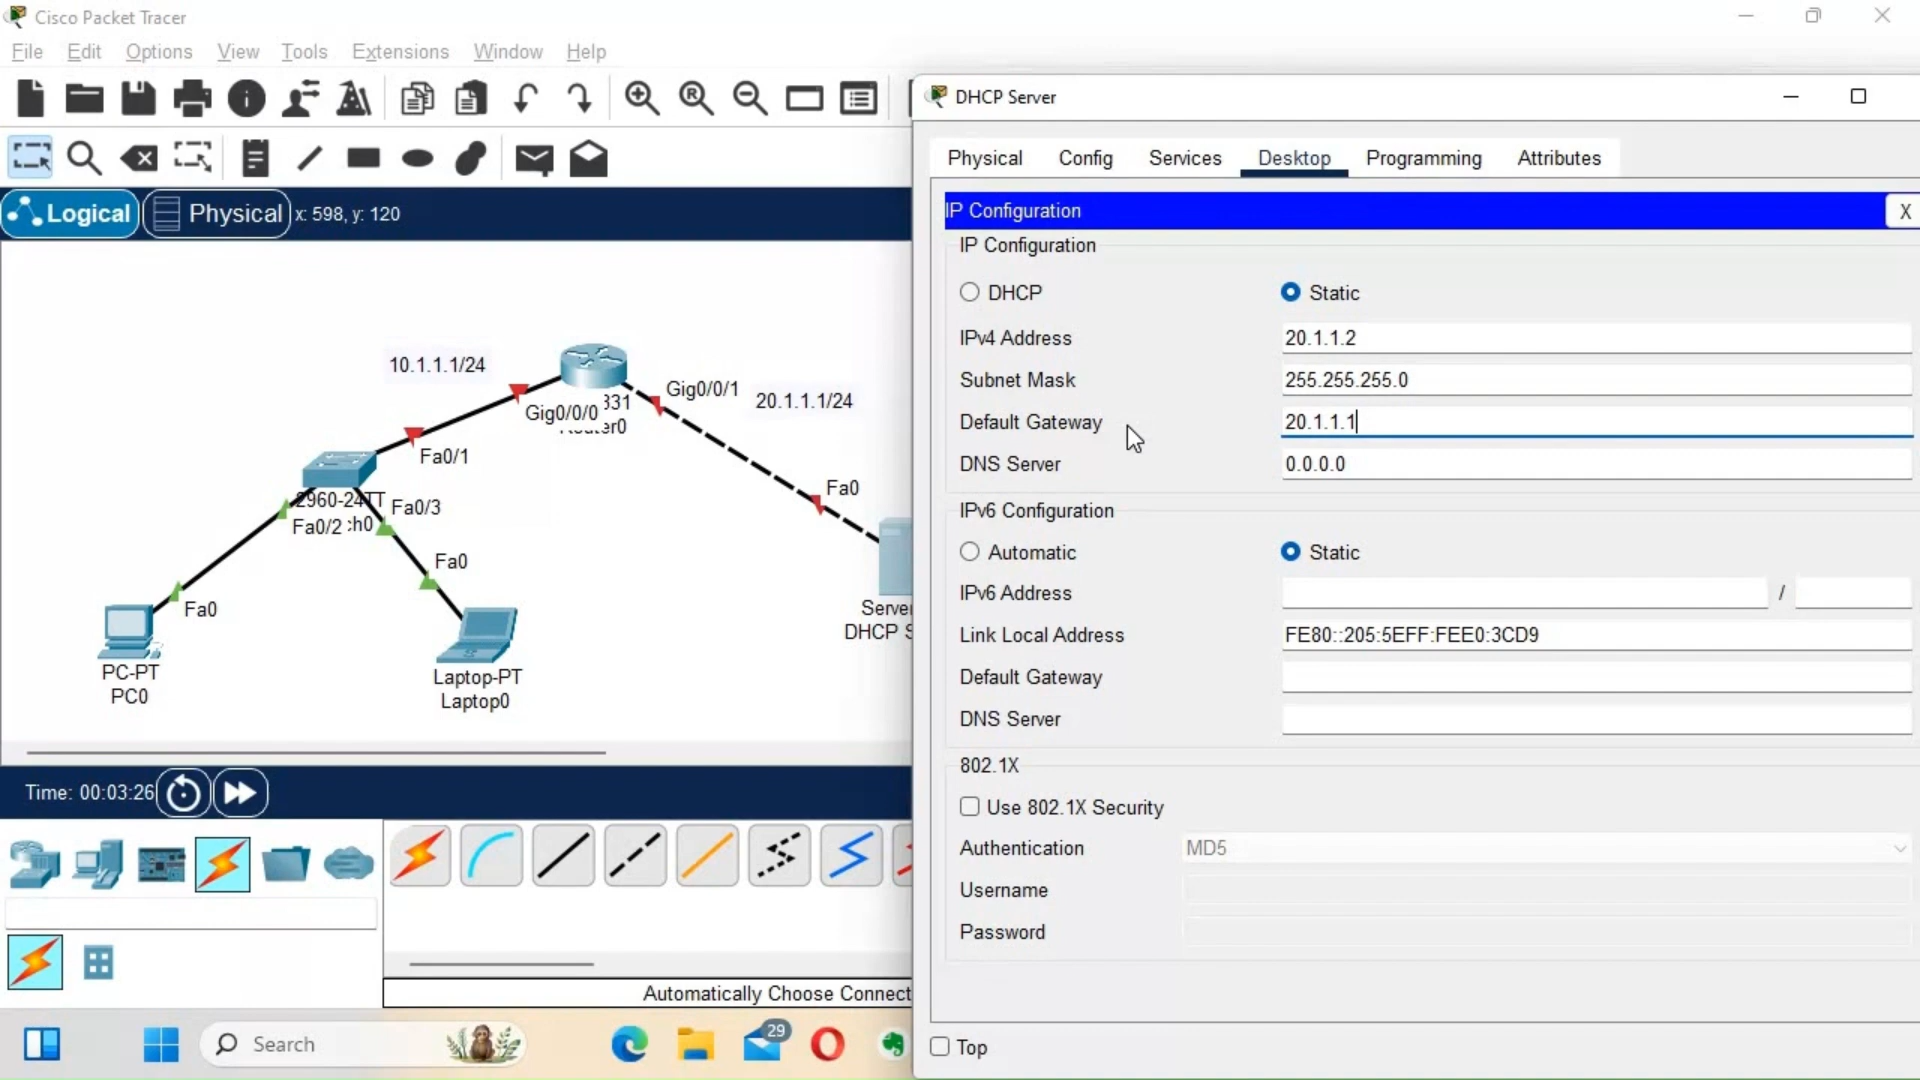 Cisco Packet Tracer
File Edit Options View Tools Extensions Window Help
Logical Physical x: 598, y: 120
10.1.1.1/24
Gig0/0/1
20.1.1.1/24
331
Gig0/0/0
Fa0/1
Fa0
2960-24TT
Fa0/3
Fa0/2
Fa0
Fa0
Server
DHCP S
PC-PT
PC0
Laptop-PT
Laptop0
Time: 00:03:26
Automatically Choose Connect
DHCP Server
Physical Config Services Desktop Programming Attributes
IP Configuration X
IP Configuration
DHCP Static
IPv4 Address 20.1.1.2
Subnet Mask 255.255.255.0
Default Gateway 20.1.1.1
DNS Server 0.0.0.0
IPv6 Configuration
Automatic Static
IPv6 Address /
Link Local Address FE80::205:5EFF:FEE0:3CD9
Default Gateway
DNS Server
802.1X
Use 802.1X Security
Authentication MD5
Username
Password
Top
Search
29